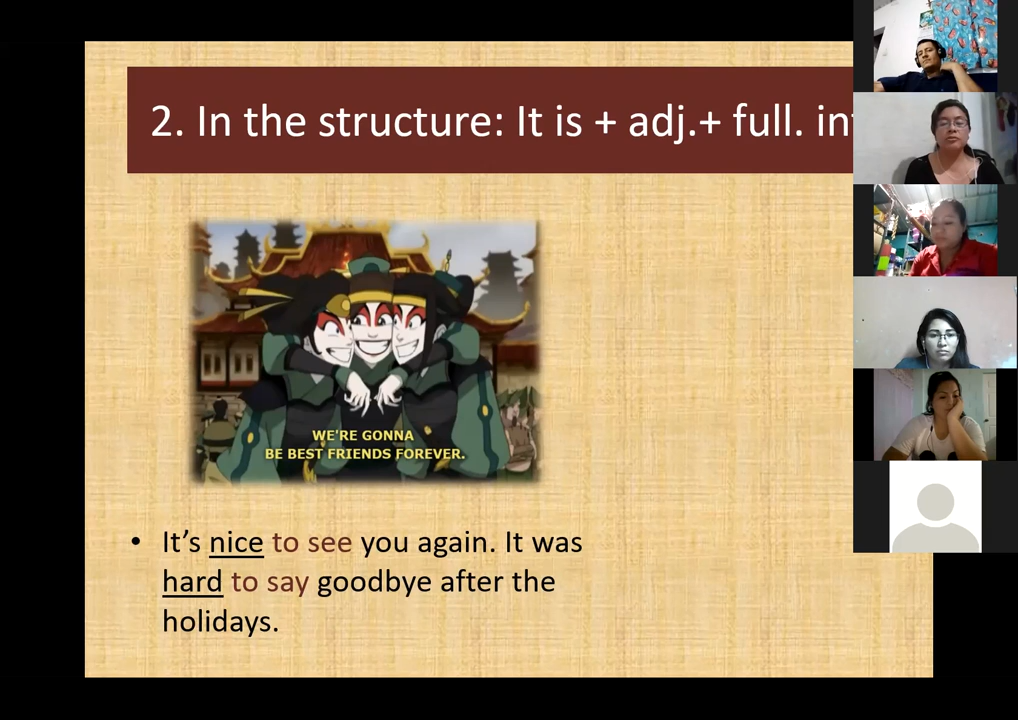 2. In the structure: It is + adj.+ full.
WE'RE GONNA
BE BEST FRIENDS FOREVER.
• It's nice to see you again. It was
hard to say goodbye after the
holidays.